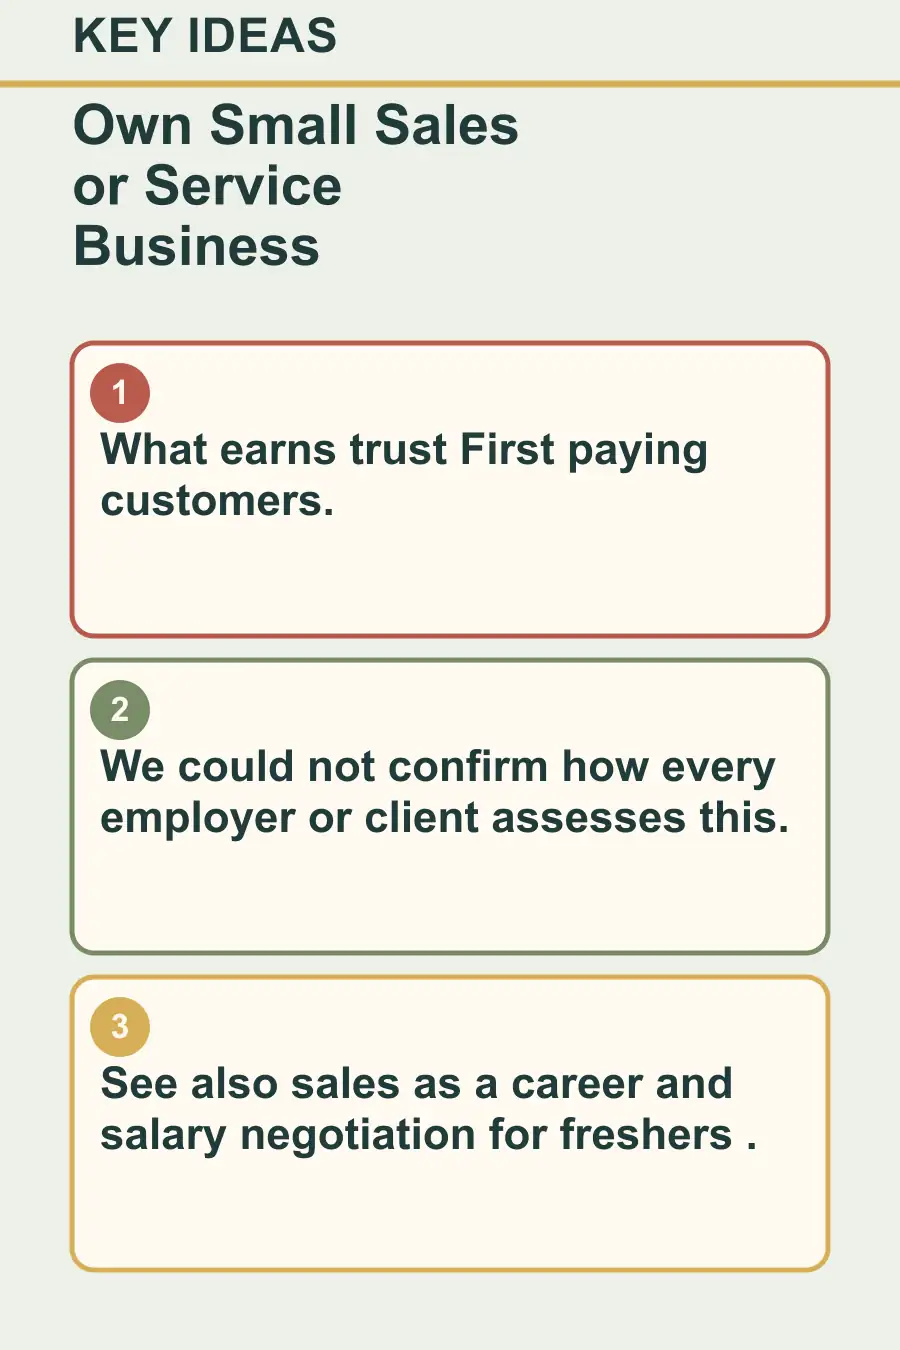 KEY IDEAS
Own Small Sales
or Service
Business
1
What earns trust First paying
customers.
2
We could not confirm how every
employer or client assesses this.
3
See also sales as a career and
salary negotiation for freshers .